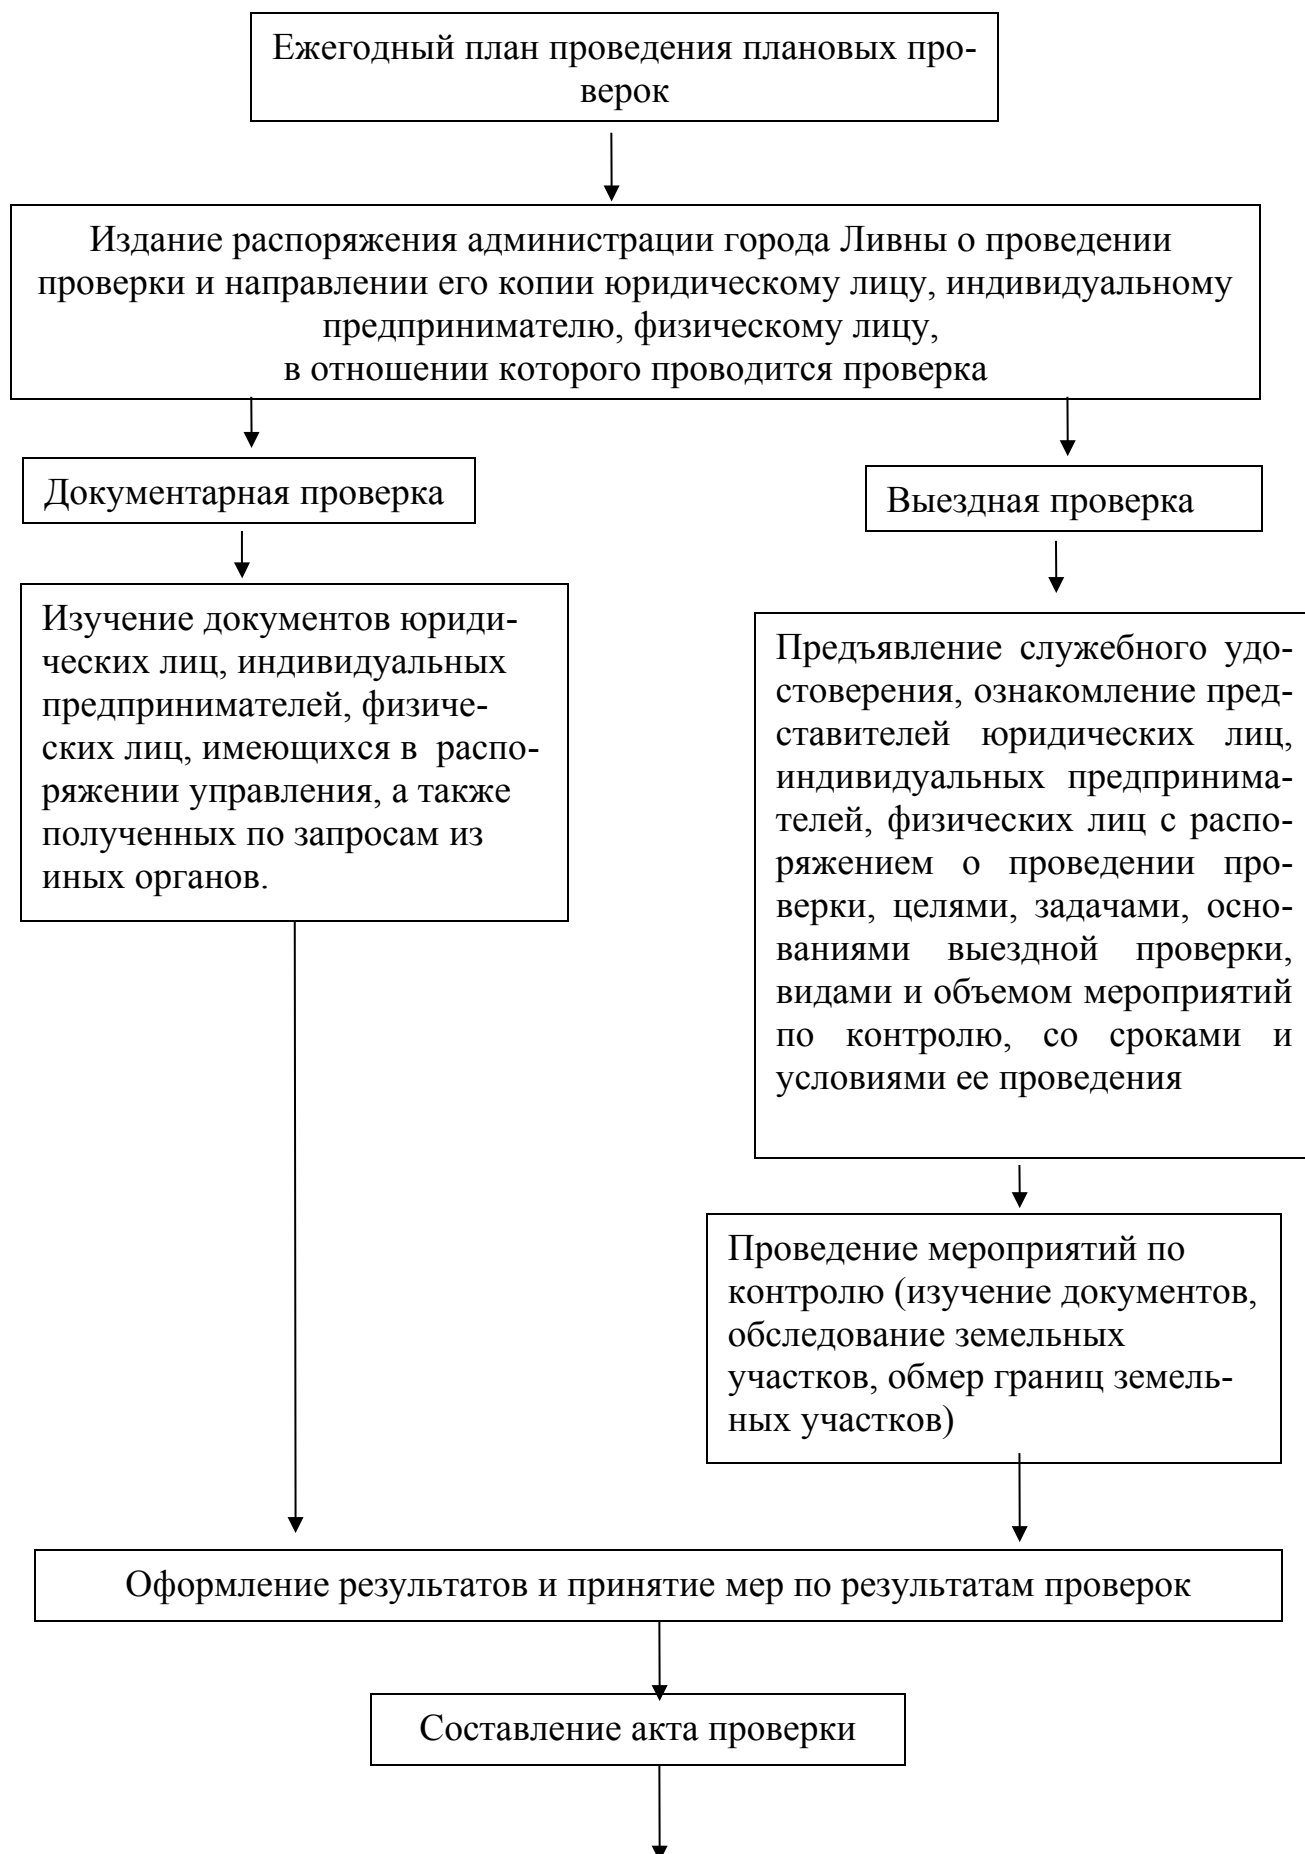 Ежегодный план проведения плановых про-
верок
Издание распоряжения администрации города Ливны о проведении
проверки и направлении его копии юридическому лицу, индивидуальному
предпринимателю, физическому лицу,
в отношении которого проводится проверка
Документарная проверка
Выездная проверка
Изучение документов юриди-
ческих лиц, индивидуальных
предпринимателей, физиче-
ских лиц, имеющихся в распо-
ряжении управления, а также
полученных по запросам из
иных органов.
Предъявление служебного удо-
стоверения, ознакомление пред-
ставителей юридических лиц,
индивидуальных предпринима-
телей, физических лиц с распо-
ряжением о проведении про-
верки, целями, задачами, осно-
ваниями выездной проверки,
видами и объемом мероприятий
по контролю, со сроками и
условиями ее проведения
Проведение мероприятий по
контролю (изучение документов,
обследование земельных
участков, обмер границ земель-
ных участков)
Оформление результатов и принятие мер по результатам проверок
Составление акта проверки